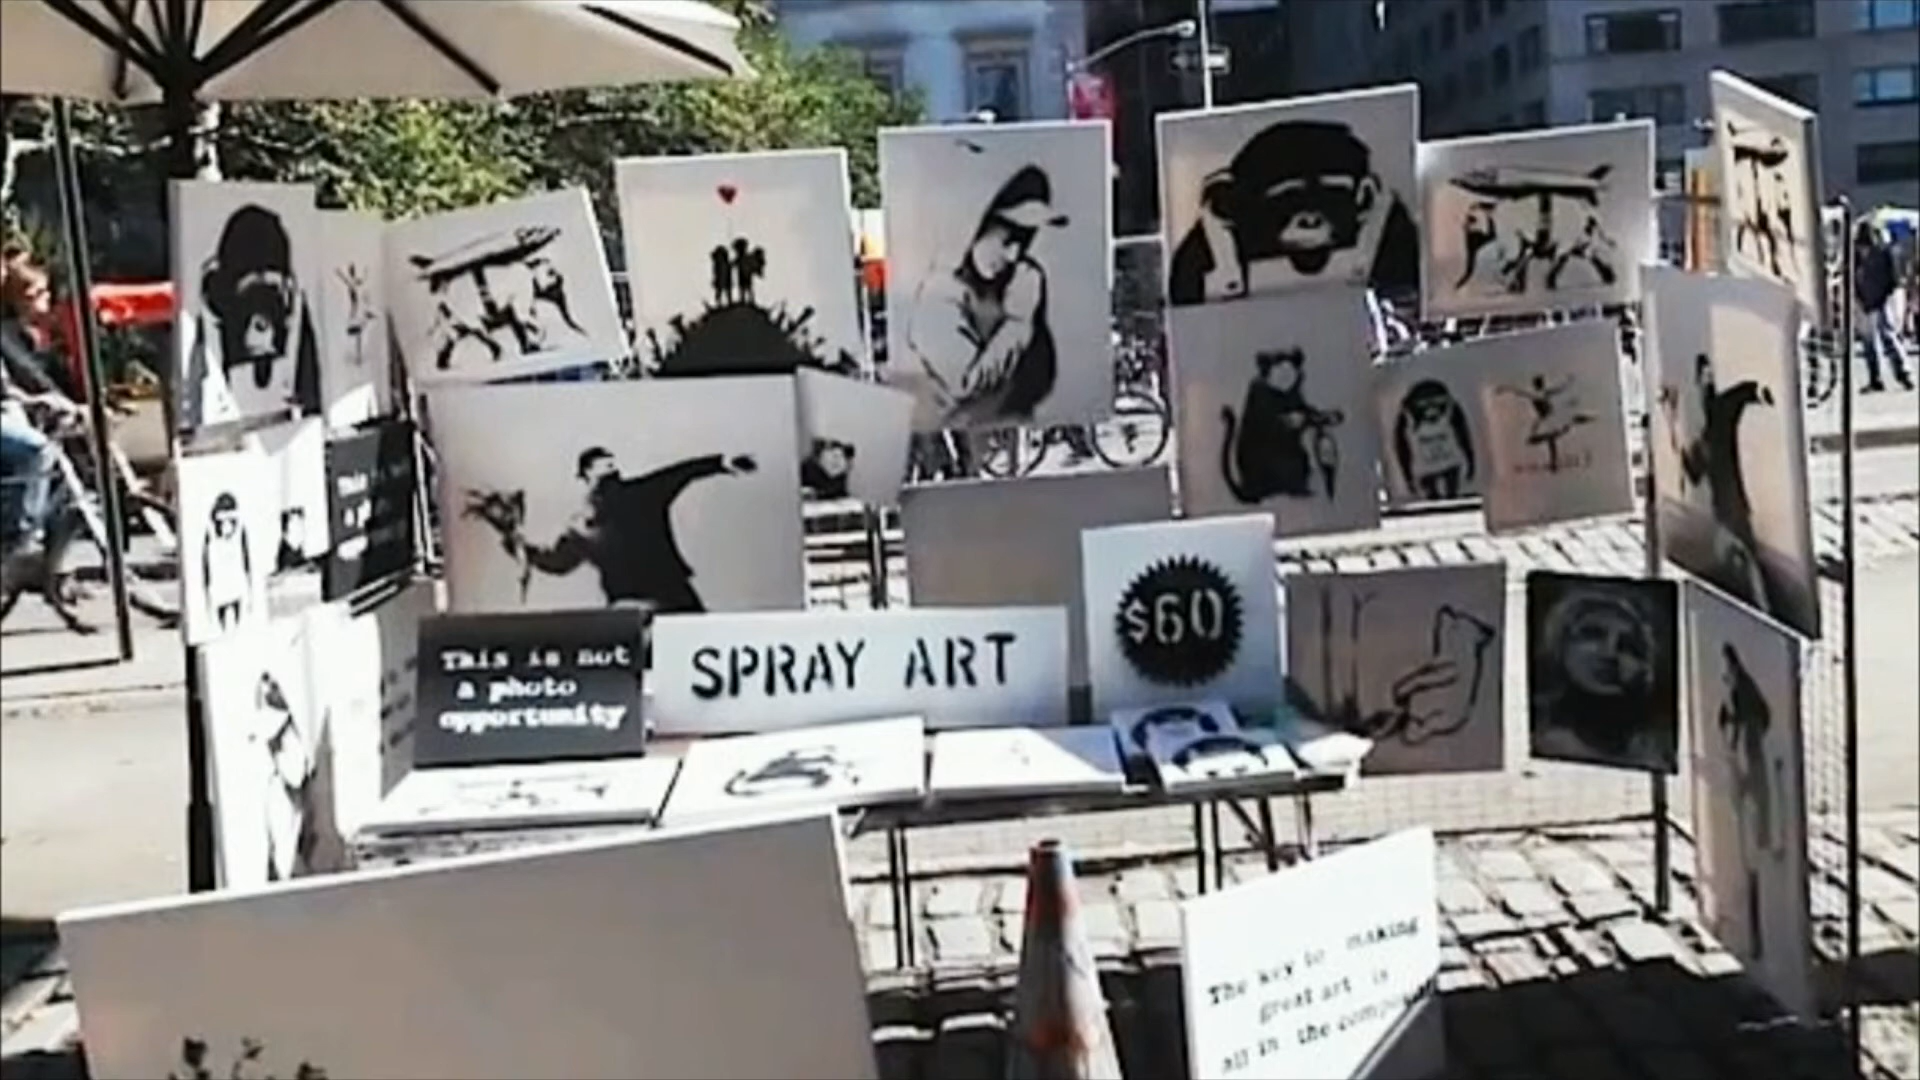 This is not
a photo
opportunity
SPRAY ART
$60
The key to making
great art is
all in the